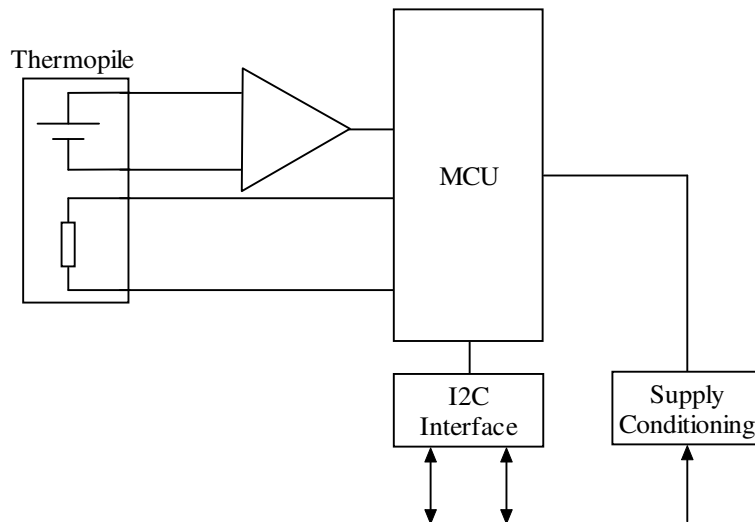 Thermopile
MCU
I2C
Interface
Supply
Conditioning